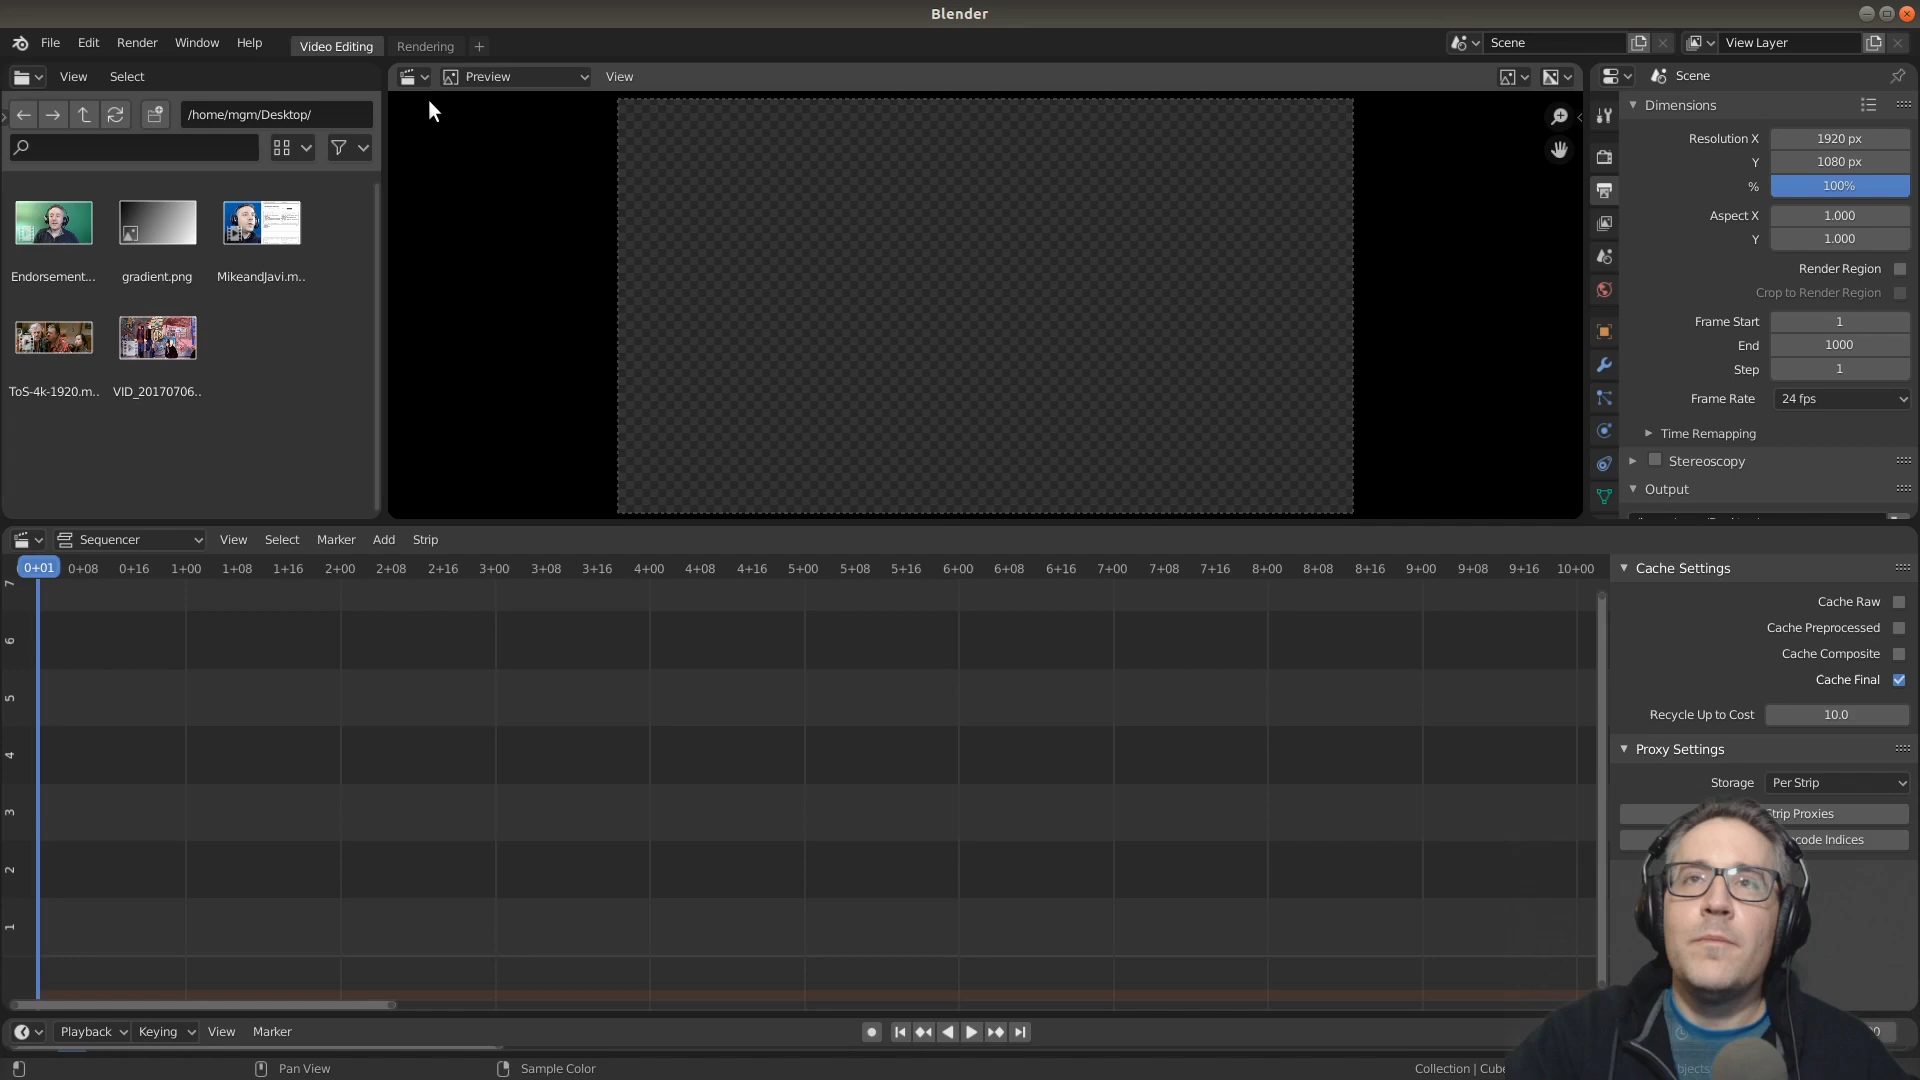 Blender
File Edit Render Window Help Video Editing Rendering + Scene View Layer
View Select Preview View Scene
/home/mgm/Desktop/
Dimensions
Resolution X 1920 px
Y 1080 px
% 100%
Aspect X 1.000
Y 1.000
Render Region
Crop to Render Region
Frame Start 1
End 1000
Step 1
Frame Rate 24 fps
Time Remapping
Stereoscopy
Output
Endorsement... gradient.png MikeandJavi.m..
ToS-4k-1920.m.. VID_20170706..
Sequencer View Select Marker Add Strip
0+01 0+08 0+16 1+00 1+08 1+16 2+00 2+08 2+16 3+00 3+08 3+16 4+00 4+08 4+16 5+00 5+08 5+16 6+00 6+08 6+16 7+00 7+08 7+16 8+00 8+08 8+16 9+00 9+08 9+16 10+00
7
6
5
4
3
2
1
Cache Settings
Cache Raw
Cache Preprocessed
Cache Composite
Cache Final
Recycle Up to Cost 10.0
Proxy Settings
Storage Per Strip
Strip Proxies
Indices
Playback Keying View Marker
Pan View Sample Color Collection | Cube